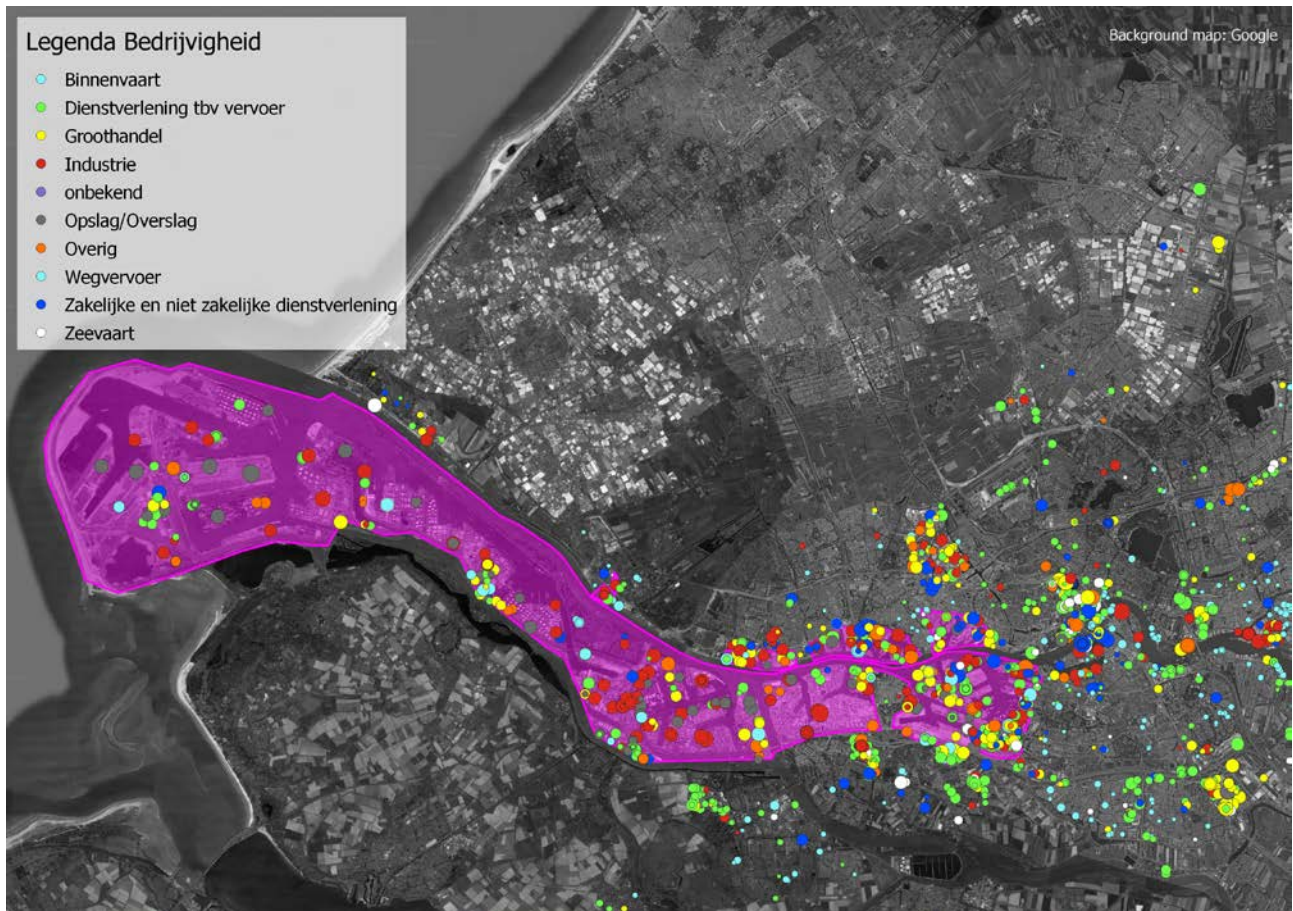 Legenda Bedrijvigheid
Binnenvaart
Dienstverlening tbv vervoer
Groothandel
Industrie
onbekend
Opslag/Overslag
Overig
Wegvervoer
Zakelijke en niet zakelijke dienstverlening
Zeevaart
Background map: Google